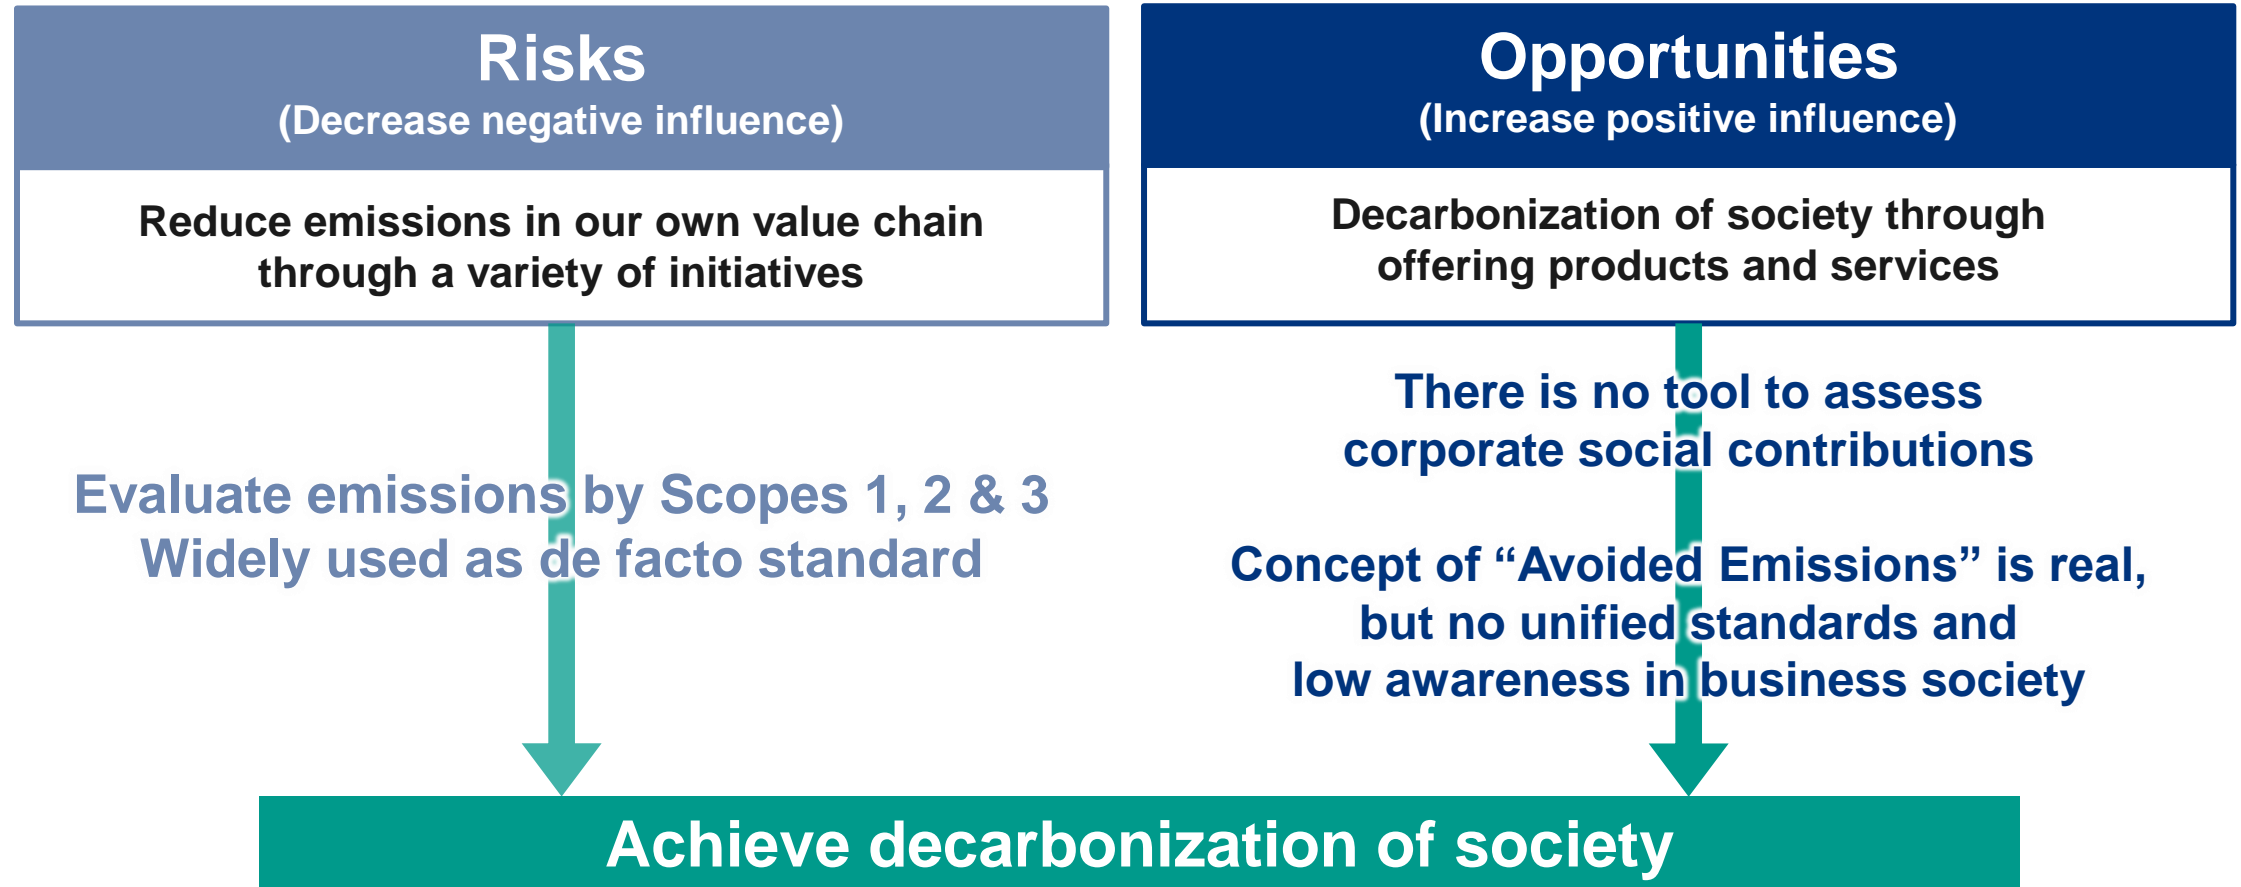 Risks
(Decrease negative influence)
Reduce emissions in our own value chain
through a variety of initiatives
Evaluate emissions by Scopes 1, 2 & 3
Widely used as de facto standard
Opportunities
(Increase positive influence)
Decarbonization of society through
offering products and services
There is no tool to assess
corporate social contributions
Concept of “Avoided Emissions” is real,
but no unified standards and
low awareness in business society
Achieve decarbonization of society